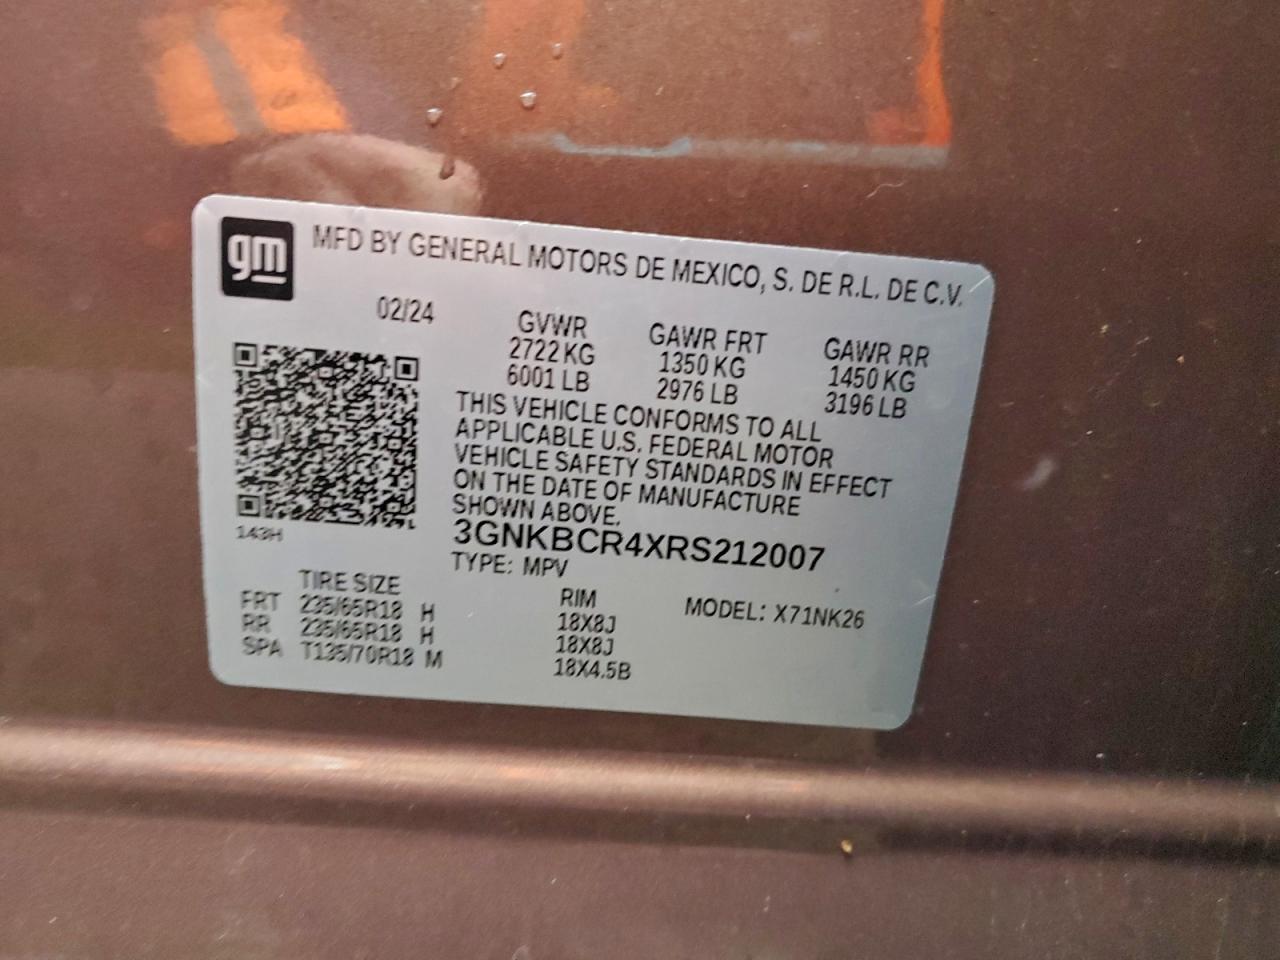 gm
MFD BY GENERAL MOTORS DE MEXICO, S. DE R.L. DE C.V.
02/24 GVWR GAWR FRT GAWR RR
2722 KG 1350 KG 1450 KG
6001 LB 2976 LB 3196 LB
THIS VEHICLE CONFORMS TO ALL
APPLICABLE U.S. FEDERAL MOTOR
VEHICLE SAFETY STANDARDS IN EFFECT
ON THE DATE OF MANUFACTURE
SHOWN ABOVE.
143H
3GNKBCR4XRS212007
TYPE: MPV
TIRE SIZE RIM MODEL: X71NK26
FRT 235/65R18 H 18X8J
RR 235/65R18 H 18X8J
SPA T135/70R18 M 18X4.5B